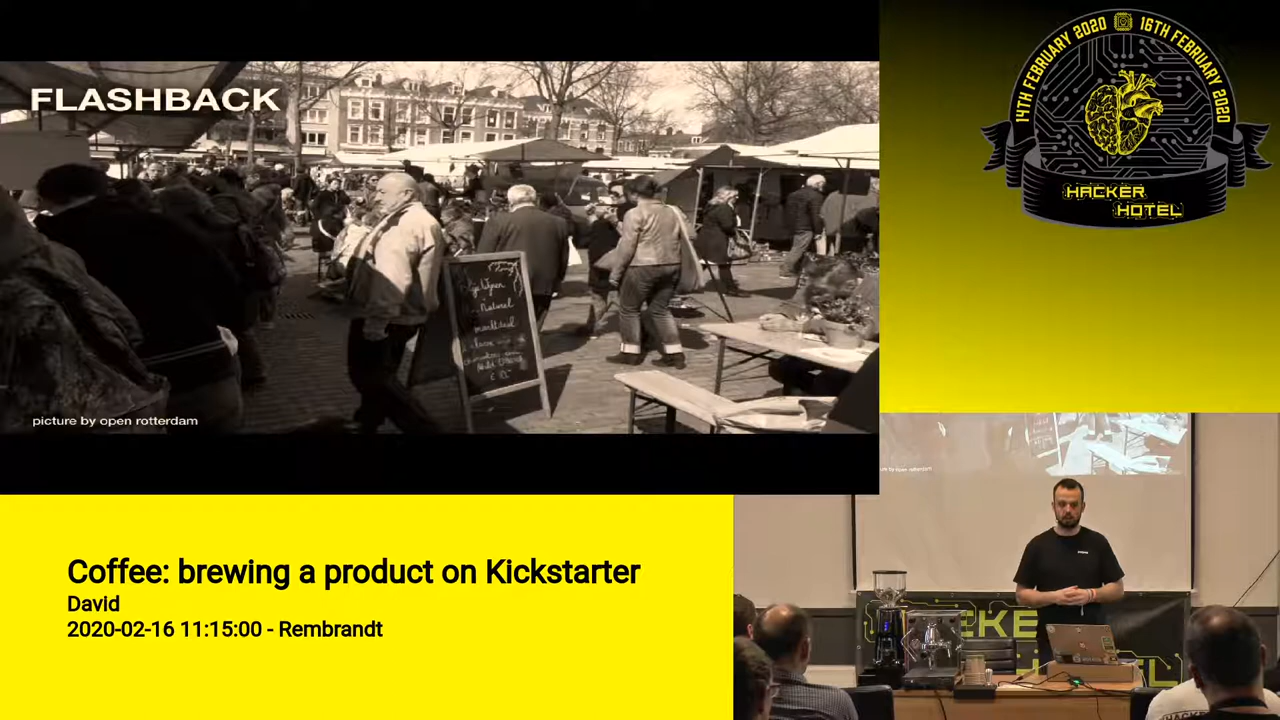 FLASHBACK
picture by open rotterdam
14TH FEBRUARY 2020
16TH FEBRUARY 2020
HACKER
HOTEL
Coffee: brewing a product on Kickstarter
David
2020-02-16 11:15:00 - Rembrandt